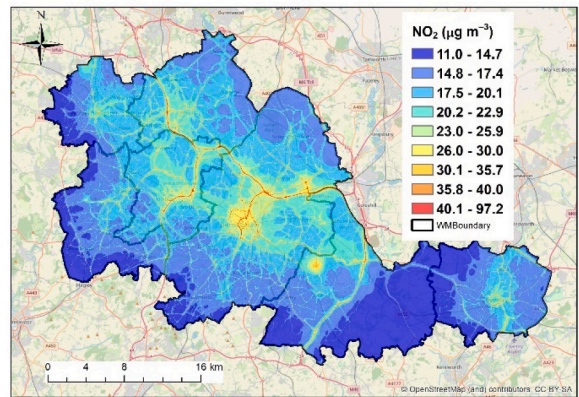 N
NO₂ (μg m⁻³)
11.0 - 14.7
14.8 - 17.4
17.5 - 20.1
20.2 - 22.9
23.0 - 25.9
26.0 - 30.0
30.1 - 35.7
35.8 - 40.0
40.1 - 97.2
WMBoundary
0 4 8 16 km
© OpenStreetMap (and) contributors, CC-BY-SA